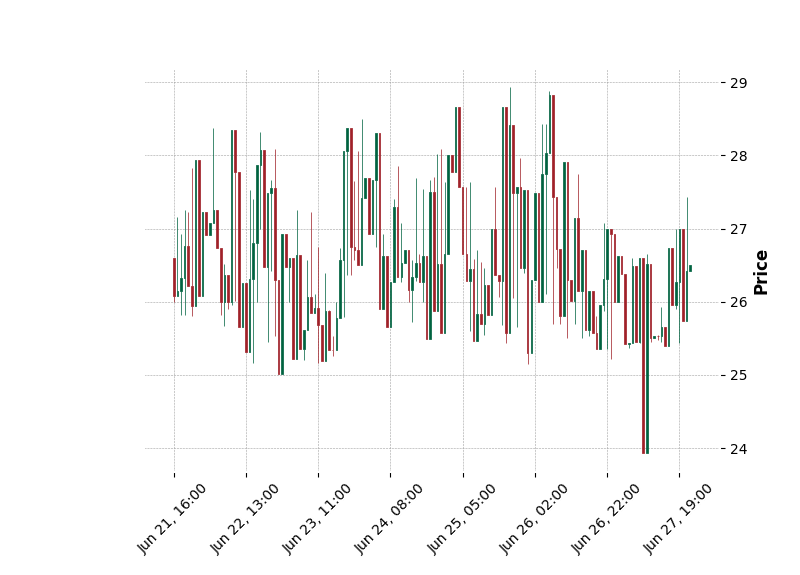 29
28
27
26
25
24
Price
Jun 21, 16:00
Jun 22, 13:00
Jun 23, 11:00
Jun 24, 08:00
Jun 25, 05:00
Jun 26, 02:00
Jun 26, 22:00
Jun 27, 19:00